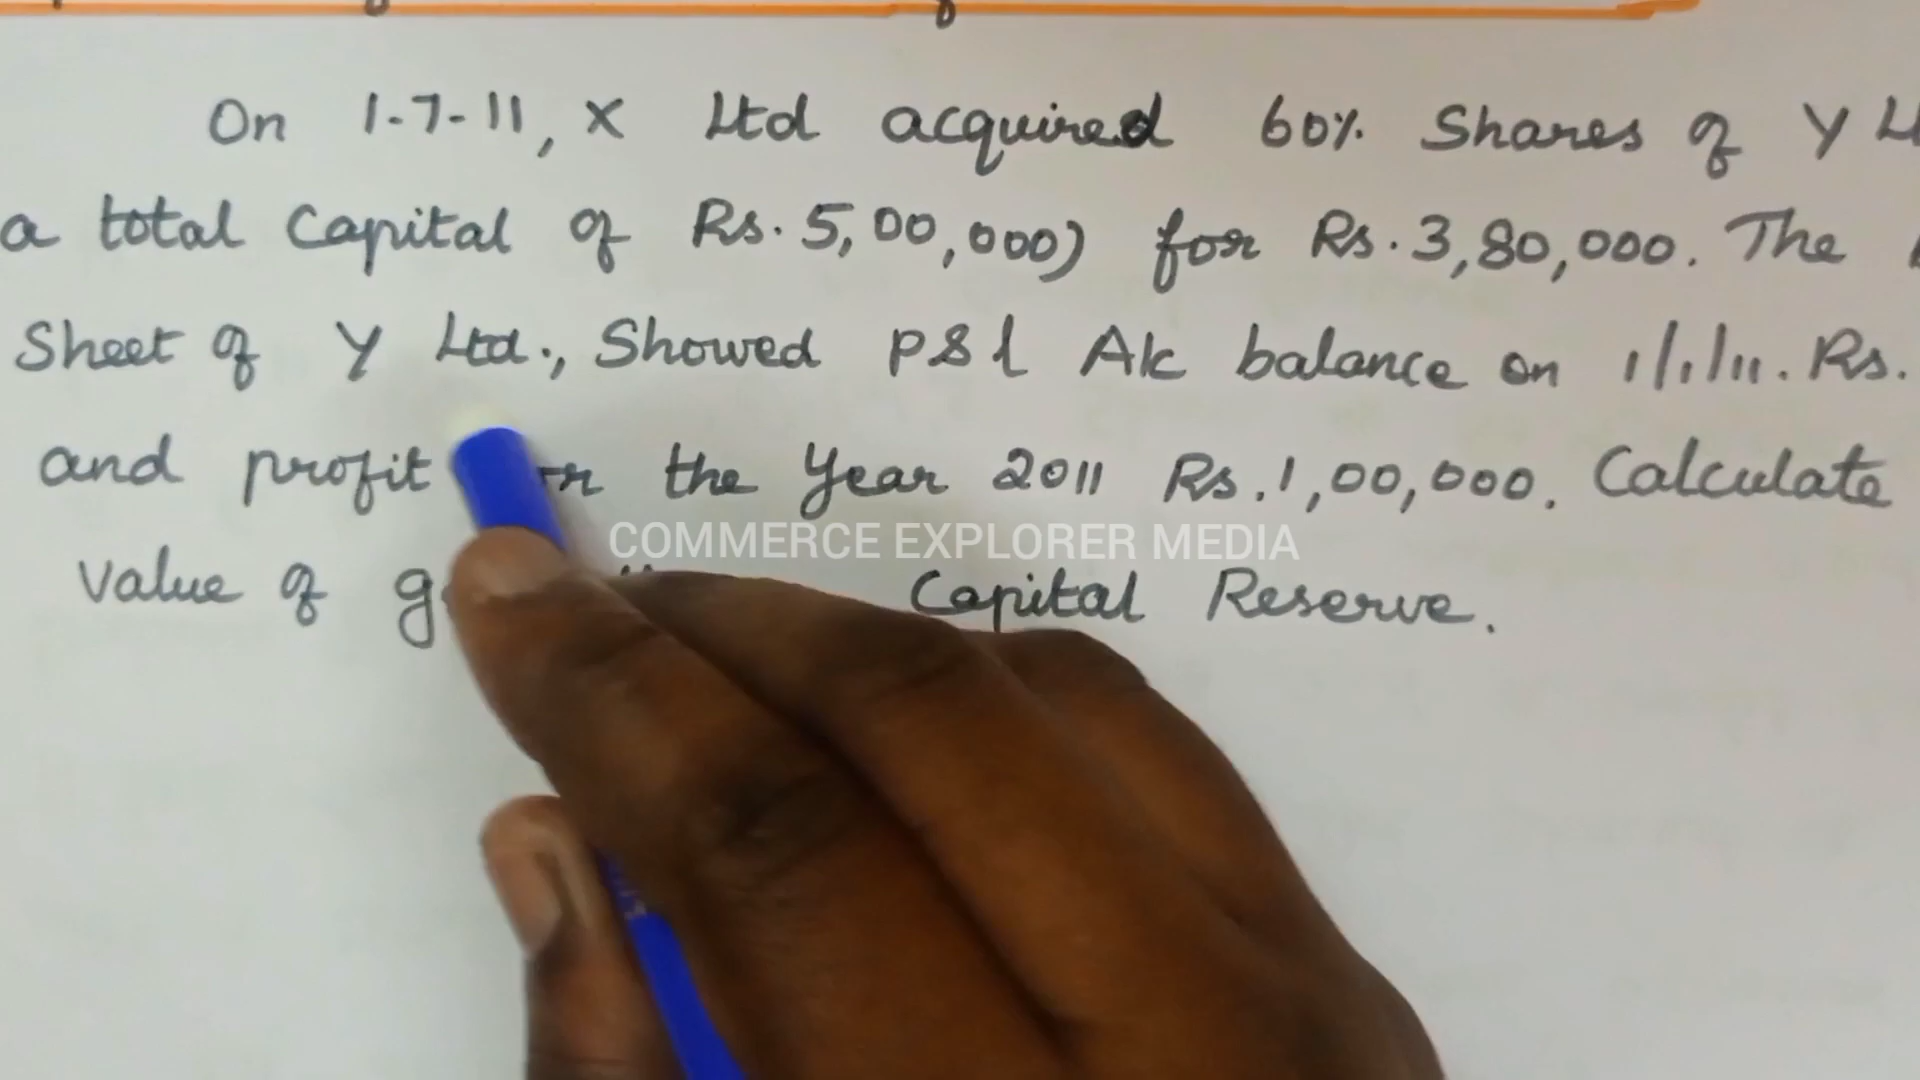 On 1-7-11, X Ltd acquired 60% Shares of Y
a total Capital of Rs. 5,00,000) for Rs. 3,80,000. The
Sheet of Y Ltd., Showed P&L A/c balance on 1/1/11. Rs.
and profit the Year 2011 Rs. 1,00,000. Calculate
COMMERCE EXPLORER MEDIA
Value of Capital Reserve.